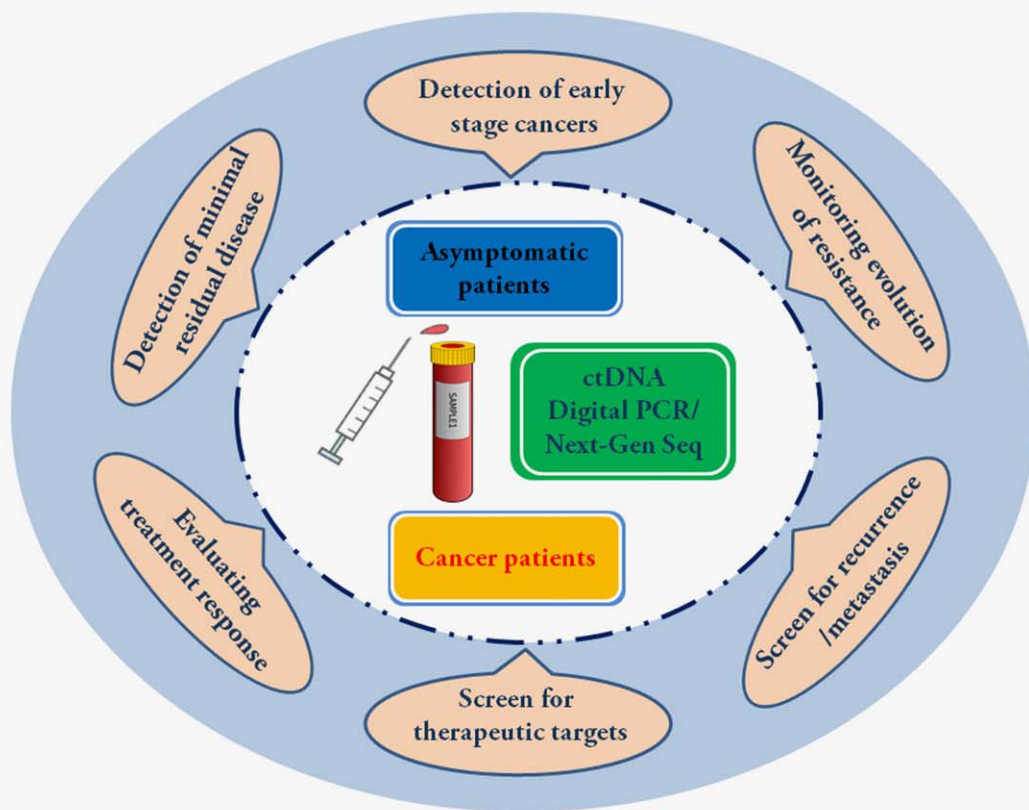 Detection of early
stage cancers
Monitoring evolution
of resistance
Screen for recurrence
/metastasis
Screen for
therapeutic targets
Evaluating
treatment response
Detection of minimal
residual disease
Asymptomatic
patients
SAMPLE1
ctDNA
Digital PCR/
Next-Gen Seq
Cancer patients